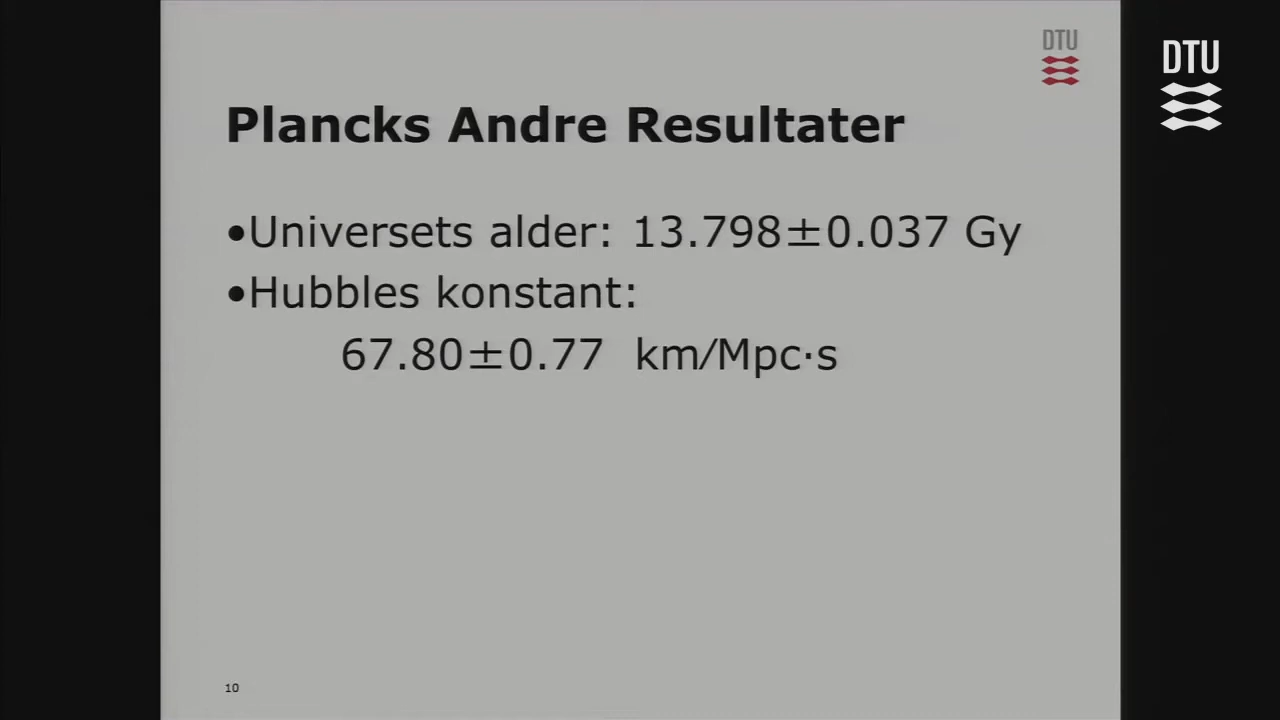 DTU
DTU
Plancks Andre Resultater
•Universets alder: 13.798±0.037 Gy
•Hubbles konstant:
67.80±0.77 km/Mpc·s
10